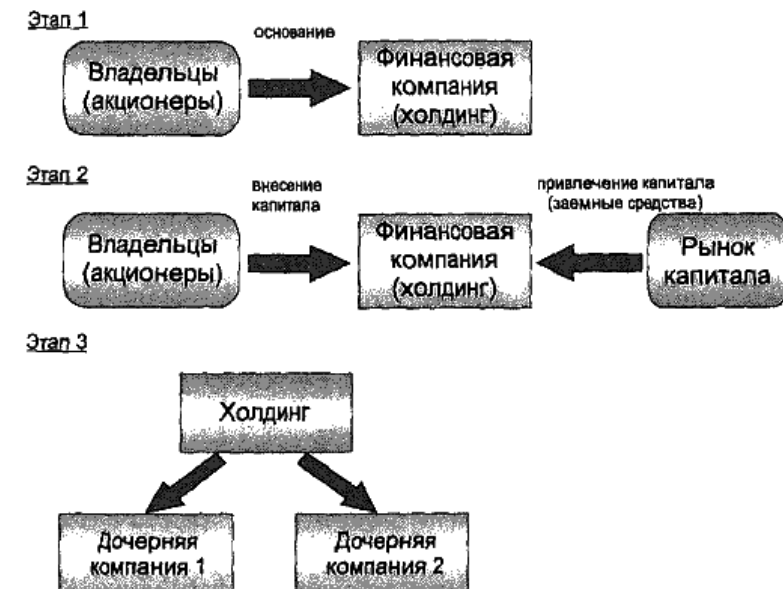 Этап 1
основание
Владельцы
(акционеры)
Финансовая
компания
(холдинг)
Этап 2
внесение
капитала
привлечение капитала
(заемные средства)
Владельцы
(акционеры)
Финансовая
компания
(холдинг)
Рынок
капитала
Этап 3
Холдинг
Дочерняя
компания 1
Дочерняя
компания 2